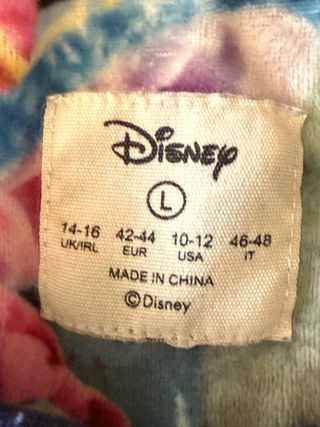 Disney
L
14-16 42-44 10-12 46-48
UK/IRL EUR USA IT
MADE IN CHINA
©Disney